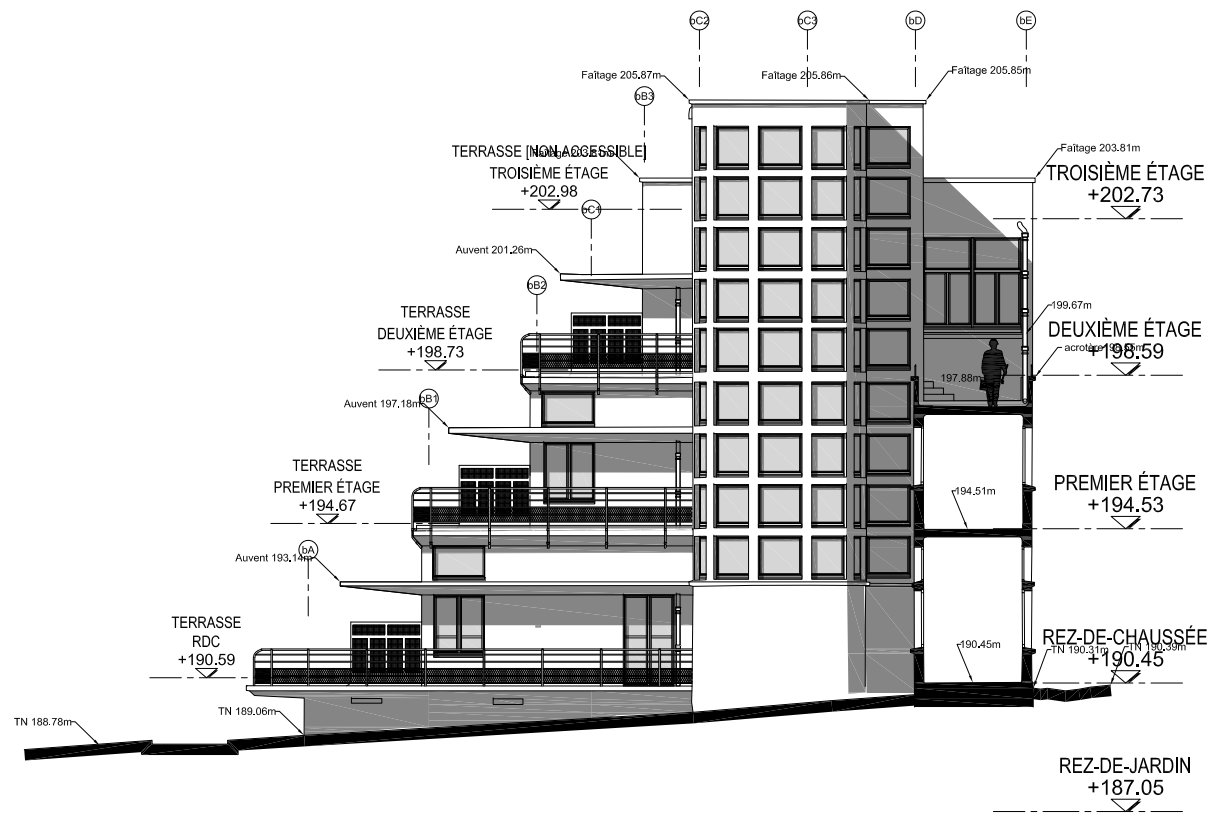 bC2
bC3
bD
bE
Faîtage 205.87m
Faîtage 205.86m
Faîtage 205.85m
bB3
TERRASSE [NON ACCESSIBLE]
TROISIÈME ÉTAGE
+202.98
Faîtage 203.81m
TROISIÈME ÉTAGE
+202.73
bC1
Auvent 201.26m
bB2
TERRASSE
DEUXIÈME ÉTAGE
+198.73
199.67m
DEUXIÈME ÉTAGE
+198.59
acrotère
197.88m
bB1
Auvent 197.18m
TERRASSE
PREMIER ÉTAGE
+194.67
194.51m
PREMIER ÉTAGE
+194.53
bA
Auvent 193.14m
TERRASSE
RDC
+190.59
190.45m
REZ-DE-CHAUSSÉE
+190.45
TN 190.31m
TN 190.39m
TN 188.78m
TN 189.06m
REZ-DE-JARDIN
+187.05